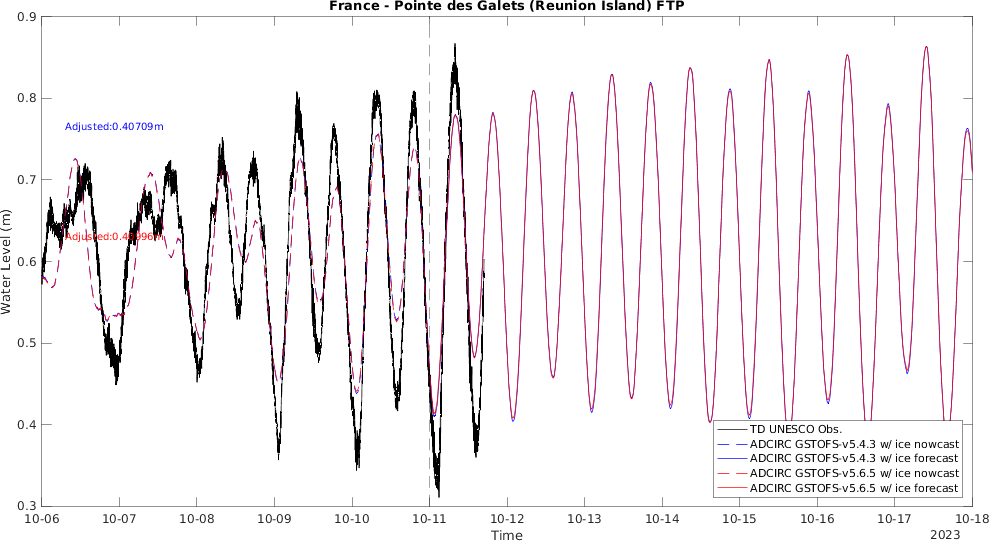 France - Pointe des Galets (Reunion Island) FTP
0.9
0.8
0.7
0.6
0.5
0.4
0.3
Water Level (m)
Adjusted:0.40709m
TD UNESCO Obs.
ADCIRC GSTOFS-v5.4.3 w/ ice nowcast
ADCIRC GSTOFS-v5.4.3 w/ ice forecast
ADCIRC GSTOFS-v5.6.5 w/ ice nowcast
ADCIRC GSTOFS-v5.6.5 w/ ice forecast
10-06 10-07 10-08 10-09 10-10 10-11 10-12 10-13 10-14 10-15 10-16 10-17 10-18
Time
2023